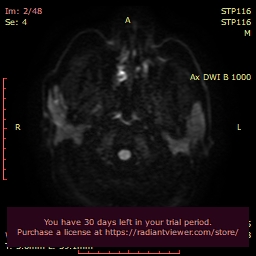 Im: 2/48
STP116
Se: 4
STP116
M
A
Ax DWI B 1000
R
L
You have 30 days left in your trial period.
Purchase a license at https://radiantviewer.com/store/